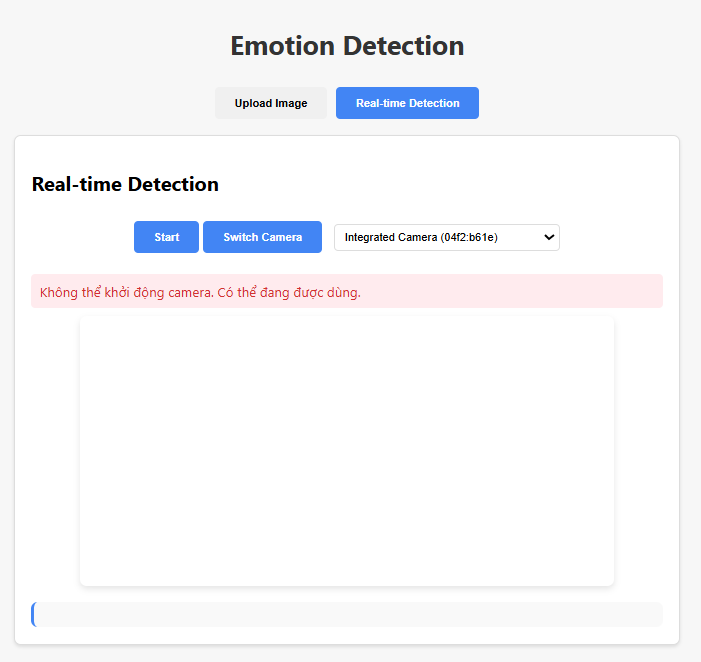 Emotion Detection
Upload Image
Real-time Detection
Real-time Detection
Start
Switch Camera
Integrated Camera (04f2:b61e)
Không thể khởi động camera. Có thể đang được dùng.